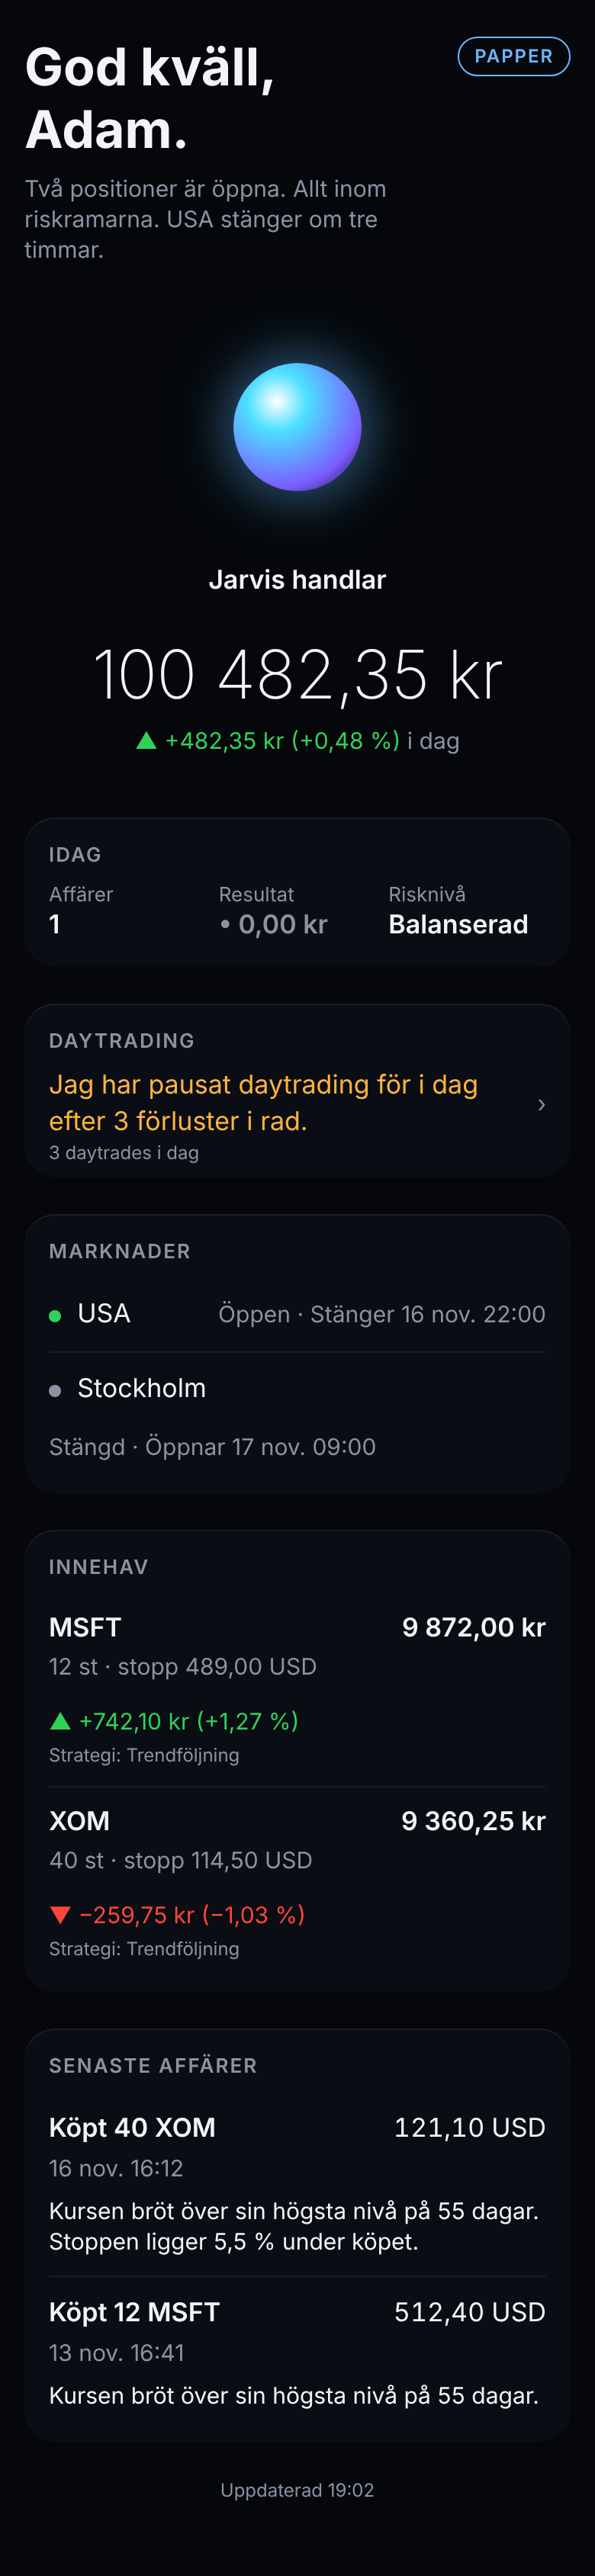 God kväll,
Adam.
PAPPER
Två positioner är öppna. Allt inom
riskramarna. USA stänger om tre
timmar.
Jarvis handlar
100 482,35 kr
▲ +482,35 kr (+0,48 %) i dag
IDAG
Affärer Resultat Risknivå
1 • 0,00 kr Balanserad
DAYTRADING
Jag har pausat daytrading för i dag
efter 3 förluster i rad.
›
3 daytrades i dag
MARKNADER
USA Öppen · Stänger 16 nov. 22:00
Stockholm
Stängd · Öppnar 17 nov. 09:00
INNEHAV
MSFT 9 872,00 kr
12 st · stopp 489,00 USD
▲ +742,10 kr (+1,27 %)
Strategi: Trendföljning
XOM 9 360,25 kr
40 st · stopp 114,50 USD
▼ −259,75 kr (−1,03 %)
Strategi: Trendföljning
SENASTE AFFÄRER
Köpt 40 XOM 121,10 USD
16 nov. 16:12
Kursen bröt över sin högsta nivå på 55 dagar.
Stoppen ligger 5,5 % under köpet.
Köpt 12 MSFT 512,40 USD
13 nov. 16:41
Kursen bröt över sin högsta nivå på 55 dagar.
Uppdaterad 19:02